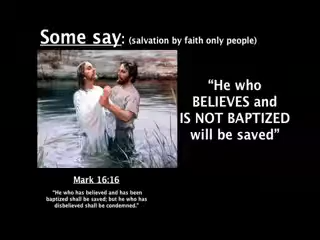 Some say: (salvation by faith only people)
“He who
BELIEVES and
IS NOT BAPTIZED
will be saved”
Mark 16:16
“He who has believed and has been
baptized shall be saved; but he who has
disbelieved shall be condemned.”